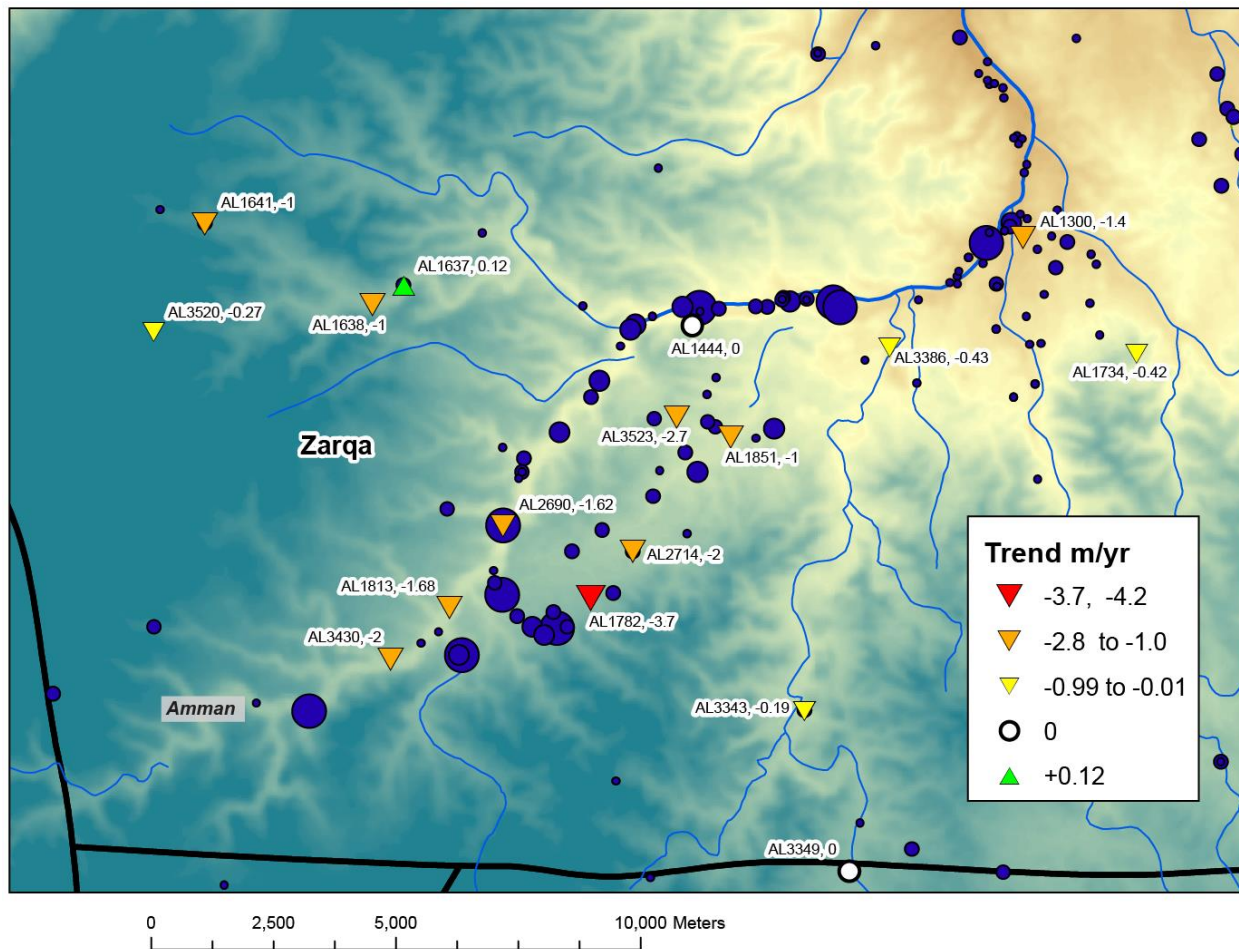 AL1641, -1
AL1300, -1.4
AL1637, 0.12
AL3520, -0.27
AL1638, -1
AL1444, 0
AL3386, -0.43
AL1734, -0.42
AL3523, -2.7
Zarqa
AL1851, -1
AL2690, -1.62
AL2714, -2
AL1813, -1.68
AL1782, -3.7
AL3430, -2
Amman
AL3343, -0.19
AL3349, 0
Trend m/yr
-3.7, -4.2
-2.8 to -1.0
-0.99 to -0.01
0
+0.12
0 2,500 5,000 10,000 Meters